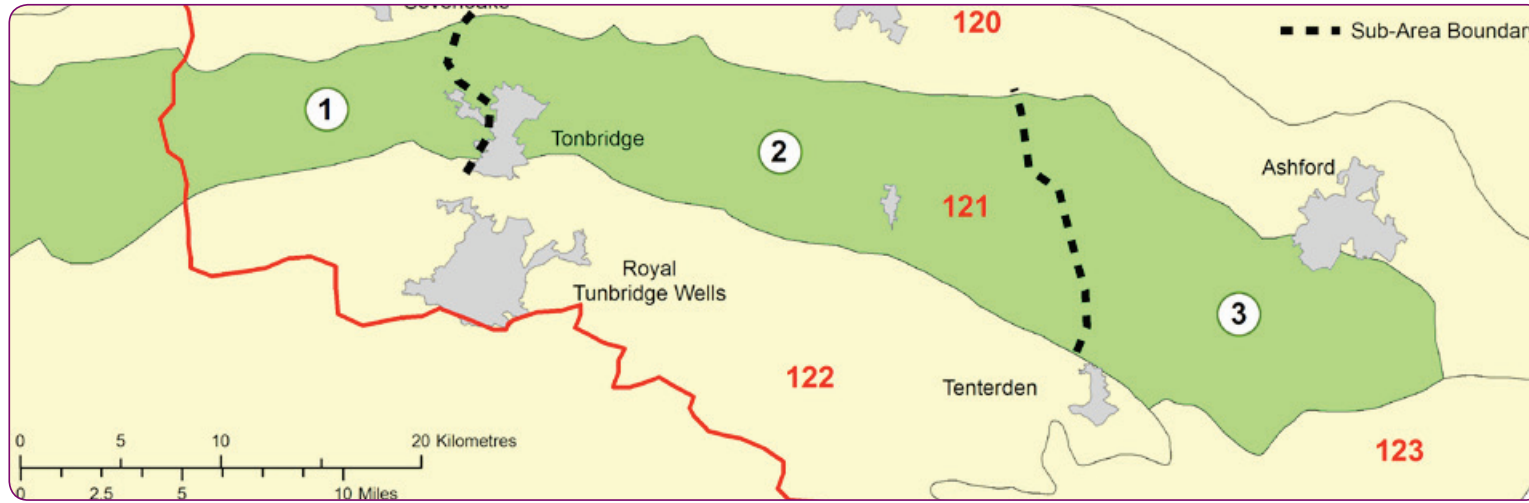 120
Sub-Area Boundary
1
Tonbridge
2
Ashford
121
Royal
Tunbridge Wells
3
122
Tenterden
123
0 5 10 20 Kilometres
0 2.5 5 10 Miles